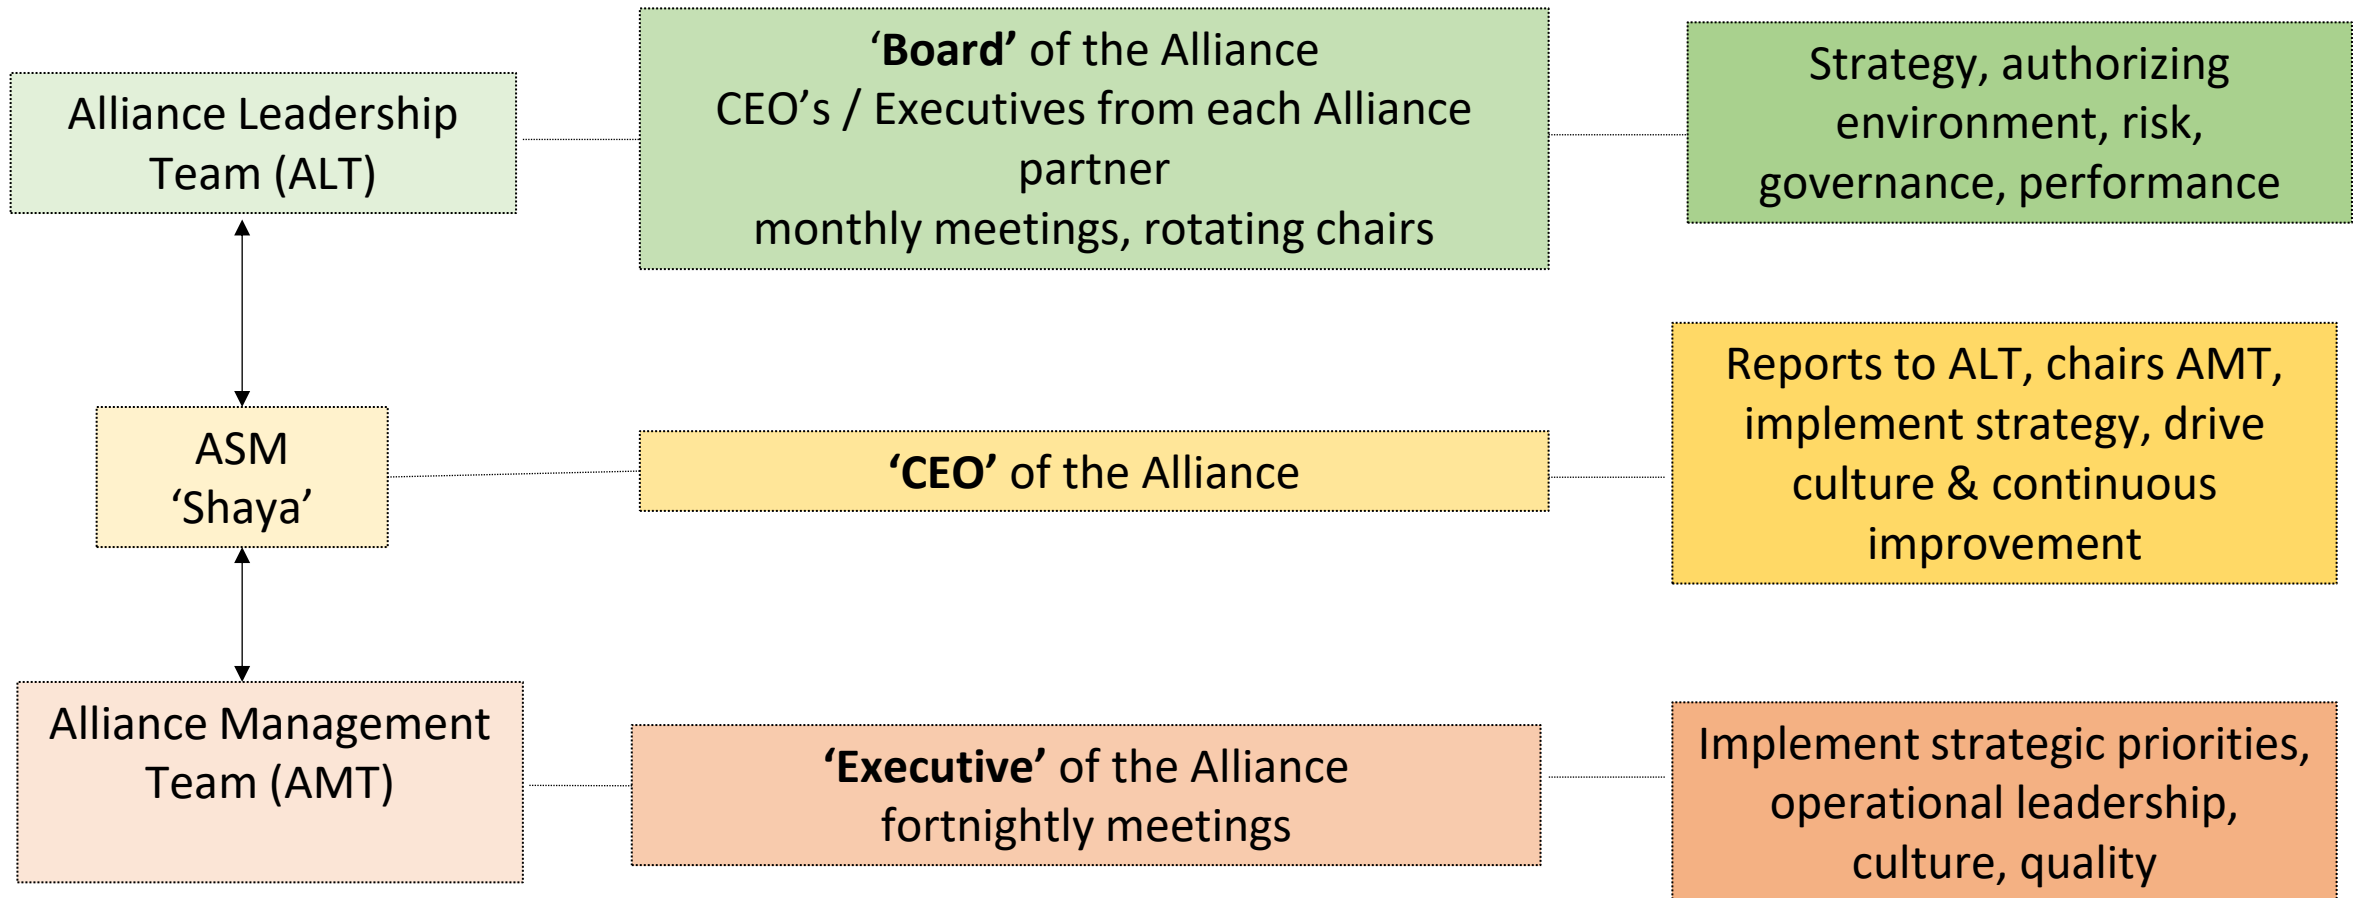 Alliance Leadership
Team (ALT)
‘Board’ of the Alliance
CEO’s / Executives from each Alliance
partner
monthly meetings, rotating chairs
Strategy, authorizing
environment, risk,
governance, performance
ASM
‘Shaya’
‘CEO’ of the Alliance
Reports to ALT, chairs AMT,
implement strategy, drive
culture & continuous
improvement
Alliance Management
Team (AMT)
‘Executive’ of the Alliance
fortnightly meetings
Implement strategic priorities,
operational leadership,
culture, quality